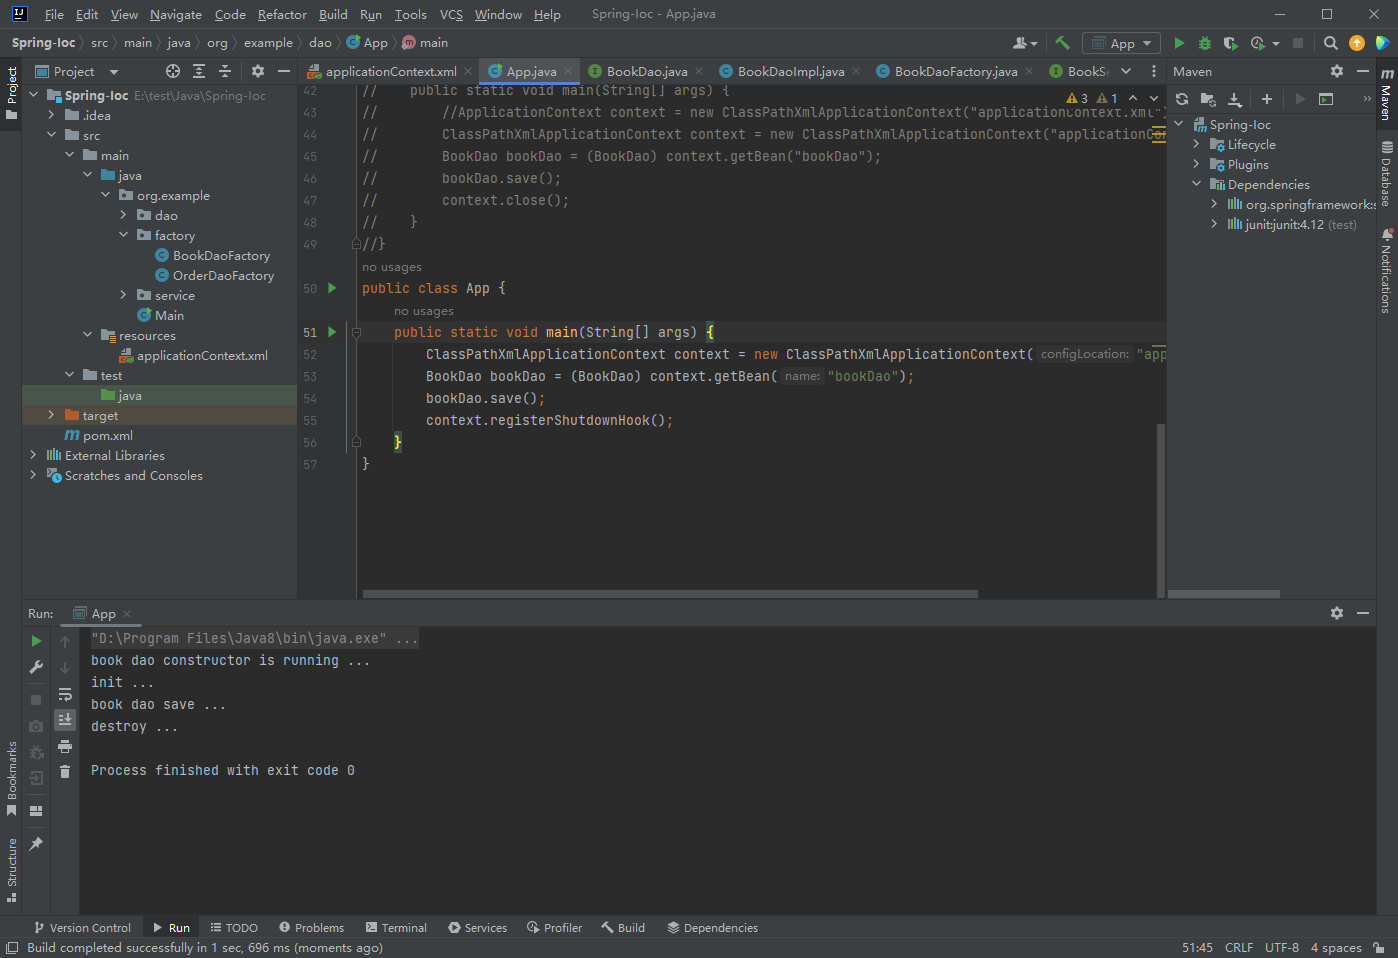 File Edit View Navigate Code Refactor Build Run Tools VCS Window Help Spring-Ioc - App.java
Spring-Ioc src main java org example dao App main
App
Project
applicationContext.xml App.java BookDao.java BookDaoImpl.java BookDaoFactory.java
Maven
Spring-Ioc E:\test\Java\Spring-Ioc
.idea
src
main
java
org.example
dao
factory
BookDaoFactory
OrderDaoFactory
service
Main
resources
applicationContext.xml
test
java
target
pom.xml
External Libraries
Scratches and Consoles
3 1
42 // public static void main(String[] args) {
43 // //ApplicationContext context = new ClassPathXmlApplicationContext("applicationContext.xml")
44 // ClassPathXmlApplicationContext context = new ClassPathXmlApplicationContext("applicationCo
45 // BookDao bookDao = (BookDao) context.getBean("bookDao");
46 // bookDao.save();
47 // context.close();
48 // }
49 //}
no usages
50 public class App {
no usages
51 public static void main(String[] args) {
52 ClassPathXmlApplicationContext context = new ClassPathXmlApplicationContext( configLocation: "app
53 BookDao bookDao = (BookDao) context.getBean( name: "bookDao");
54 bookDao.save();
55 context.registerShutdownHook();
56 }
57 }
Spring-Ioc
Lifecycle
Plugins
Dependencies
org.springframework:s
junit:junit:4.12 (test)
Project
Bookmarks
Structure
Maven
Database
Notifications
Run: App
"D:\Program Files\Java8\bin\java.exe" ...
book dao constructor is running ...
init ...
book dao save ...
destroy ...
Process finished with exit code 0
Version Control Run TODO Problems Terminal Services Profiler Build Dependencies
Build completed successfully in 1 sec, 696 ms (moments ago) 51:45 CRLF UTF-8 4 spaces